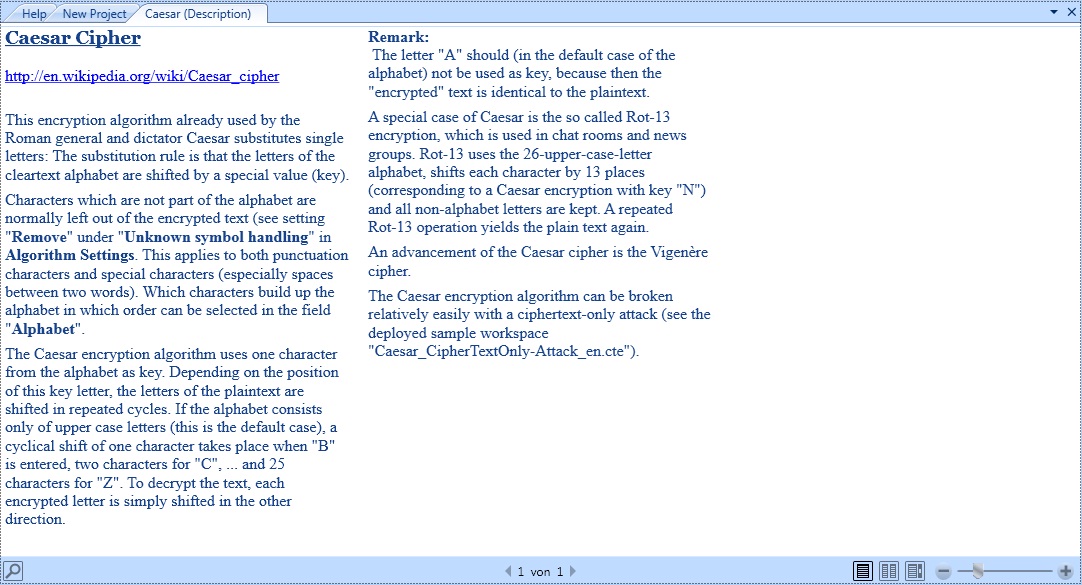 Help New Project Caesar (Description)
Caesar Cipher
http://en.wikipedia.org/wiki/Caesar_cipher
This encryption algorithm already used by the
Roman general and dictator Caesar substitutes single
letters: The substitution rule is that the letters of the
cleartext alphabet are shifted by a special value (key).
Characters which are not part of the alphabet are
normally left out of the encrypted text (see setting
"Remove" under "Unknown symbol handling" in
Algorithm Settings. This applies to both punctuation
characters and special characters (especially spaces
between two words). Which characters build up the
alphabet in which order can be selected in the field
"Alphabet".
The Caesar encryption algorithm uses one character
from the alphabet as key. Depending on the position
of this key letter, the letters of the plaintext are
shifted in repeated cycles. If the alphabet consists
only of upper case letters (this is the default case), a
cyclical shift of one character takes place when "B"
is entered, two characters for "C", ... and 25
characters for "Z". To decrypt the text, each
encrypted letter is simply shifted in the other
direction.
Remark:
The letter "A" should (in the default case of the
alphabet) not be used as key, because then the
"encrypted" text is identical to the plaintext.
A special case of Caesar is the so called Rot-13
encryption, which is used in chat rooms and news
groups. Rot-13 uses the 26-upper-case-letter
alphabet, shifts each character by 13 places
(corresponding to a Caesar encryption with key "N")
and all non-alphabet letters are kept. A repeated
Rot-13 operation yields the plain text again.
An advancement of the Caesar cipher is the Vigenère
cipher.
The Caesar encryption algorithm can be broken
relatively easily with a ciphertext-only attack (see the
deployed sample workspace
"Caesar_CipherTextOnly-Attack_en.cte").
1 von 1